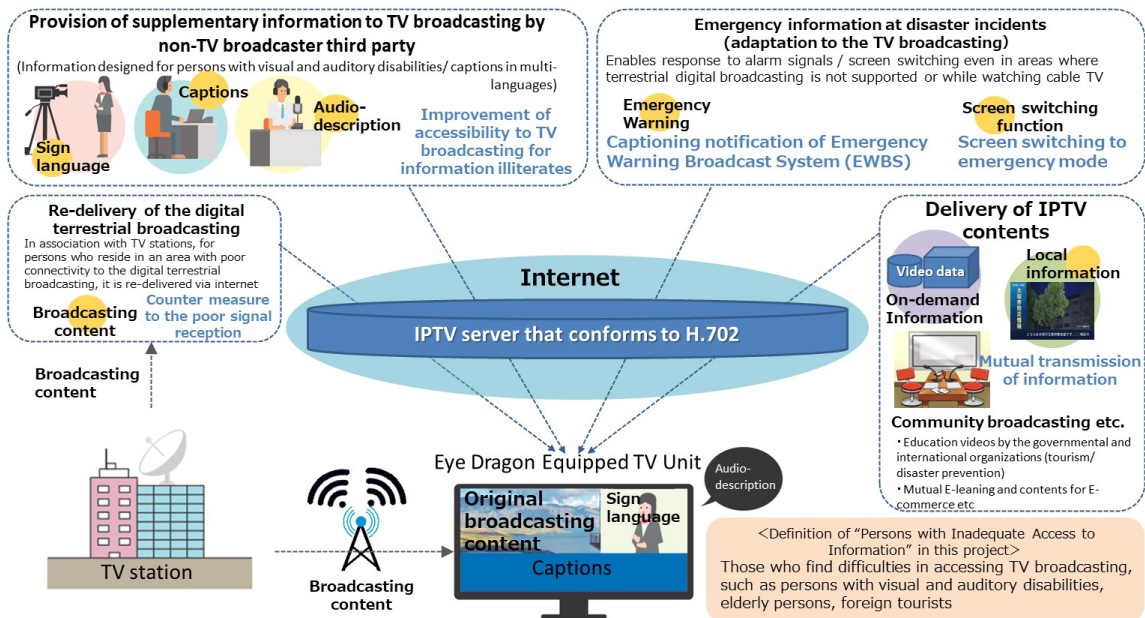 Provision of supplementary information to TV broadcasting by
non-TV broadcaster third party
(Information designed for persons with visual and auditory disabilities/ captions in multi-
languages)
Captions
Audio-
description
Sign
language
Improvement of
accessibility to TV
broadcasting for
information illiterates
Emergency information at disaster incidents
(adaptation to the TV broadcasting)
Enables response to alarm signals / screen switching even in areas where
terrestrial digital broadcasting is not supported or while watching cable TV
Emergency
Warning
Captioning notification of Emergency
Warning Broadcast System (EWBS)
Screen switching
function
Screen switching to
emergency mode
Re-delivery of the digital
terrestrial broadcasting
In association with TV stations, for
persons who reside in an area with poor
connectivity to the digital terrestrial
broadcasting, it is re-delivered via internet
Broadcasting
content
Counter measure
to the poor signal
reception
Internet
IPTV server that conforms to H.702
Delivery of IPTV
contents
Video data
On-demand
Information
Local
information
Mutual transmission
of information
Community broadcasting etc.
・Education videos by the governmental and
international organizations (tourism/
disaster prevention)
・Mutual E-leaning and contents for E-
commerce etc
Broadcasting
content
TV station
Broadcasting
content
Eye Dragon Equipped TV Unit
Audio-
description
Original
broadcasting
content
Sign
language
Captions
<Definition of “Persons with Inadequate Access to
Information” in this project>
Those who find difficulties in accessing TV broadcasting,
such as persons with visual and auditory disabilities,
elderly persons, foreign tourists